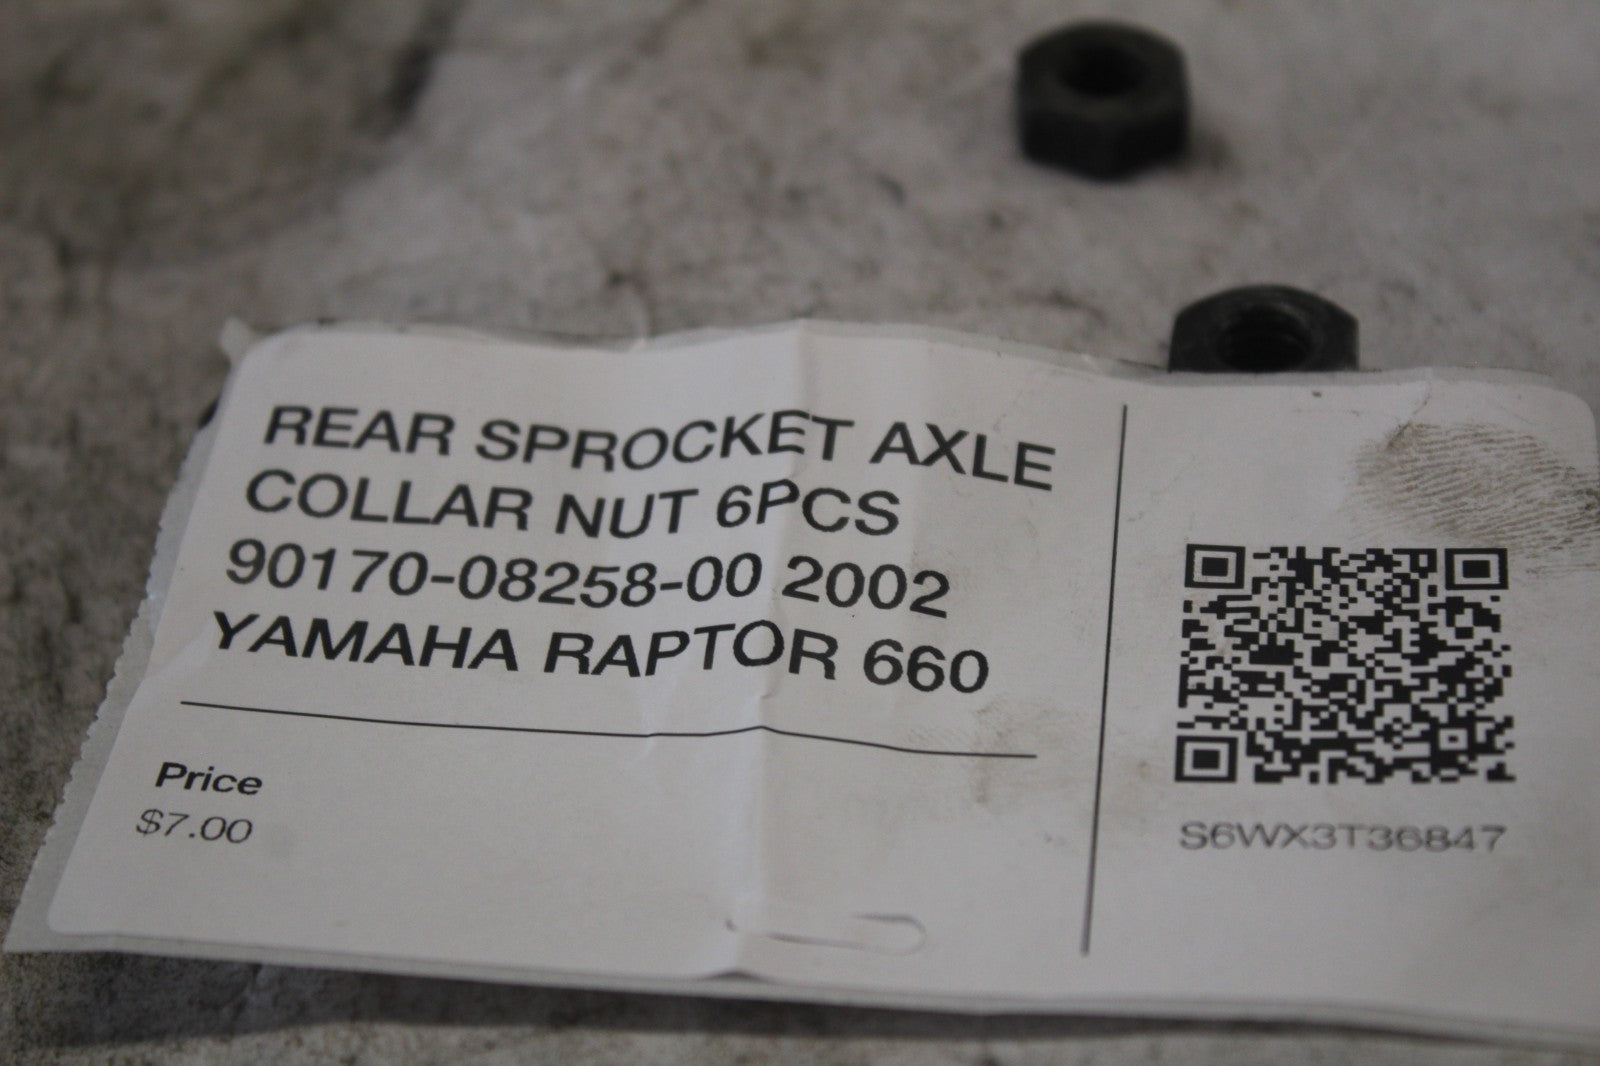 REAR SPROCKET AXLE
COLLAR NUT 6PCS
90170-08258-00 2002
YAMAHA RAPTOR 660
Price
$7.00
S6WX3T36847